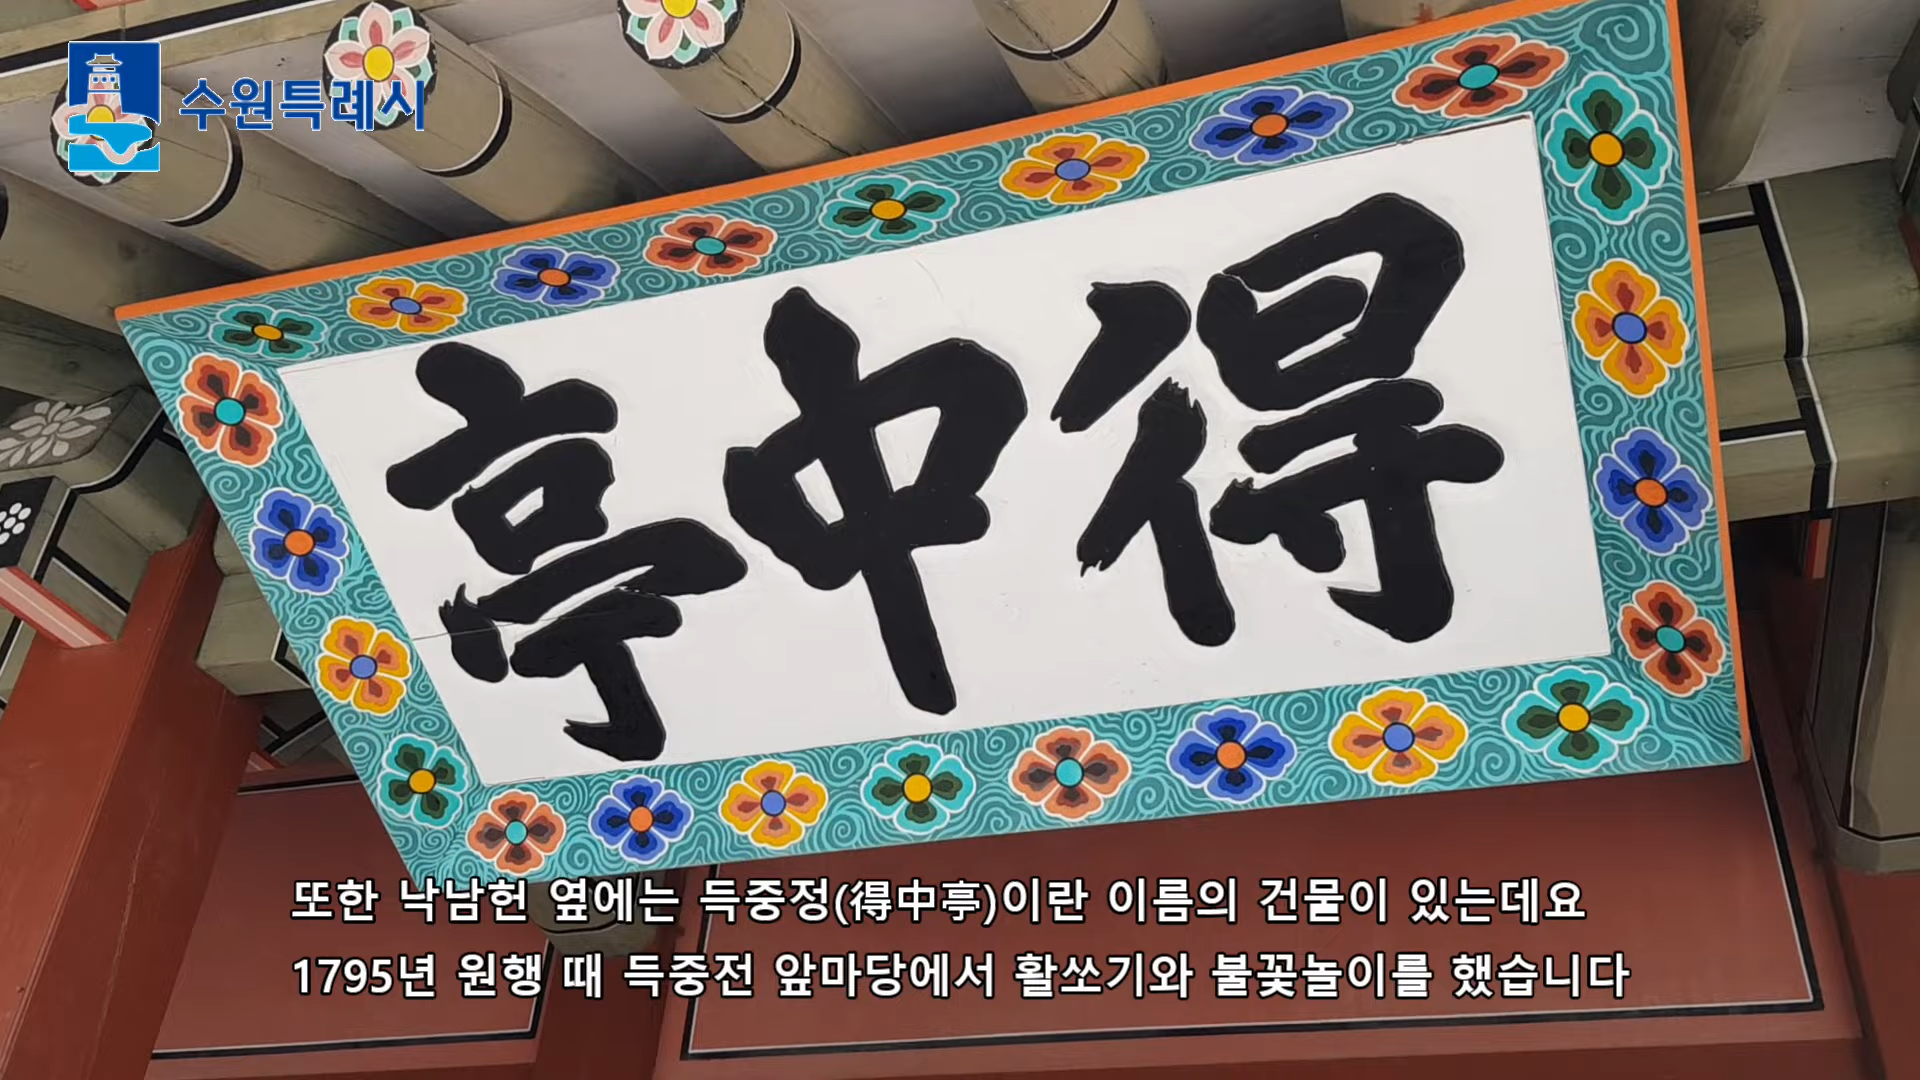 수원특례시
得中亭
또한 낙남헌 옆에는 득중정(得中亭)이란 이름의 건물이 있는데요
1795년 원행 때 득중전 앞마당에서 활쏘기와 불꽃놀이를 했습니다